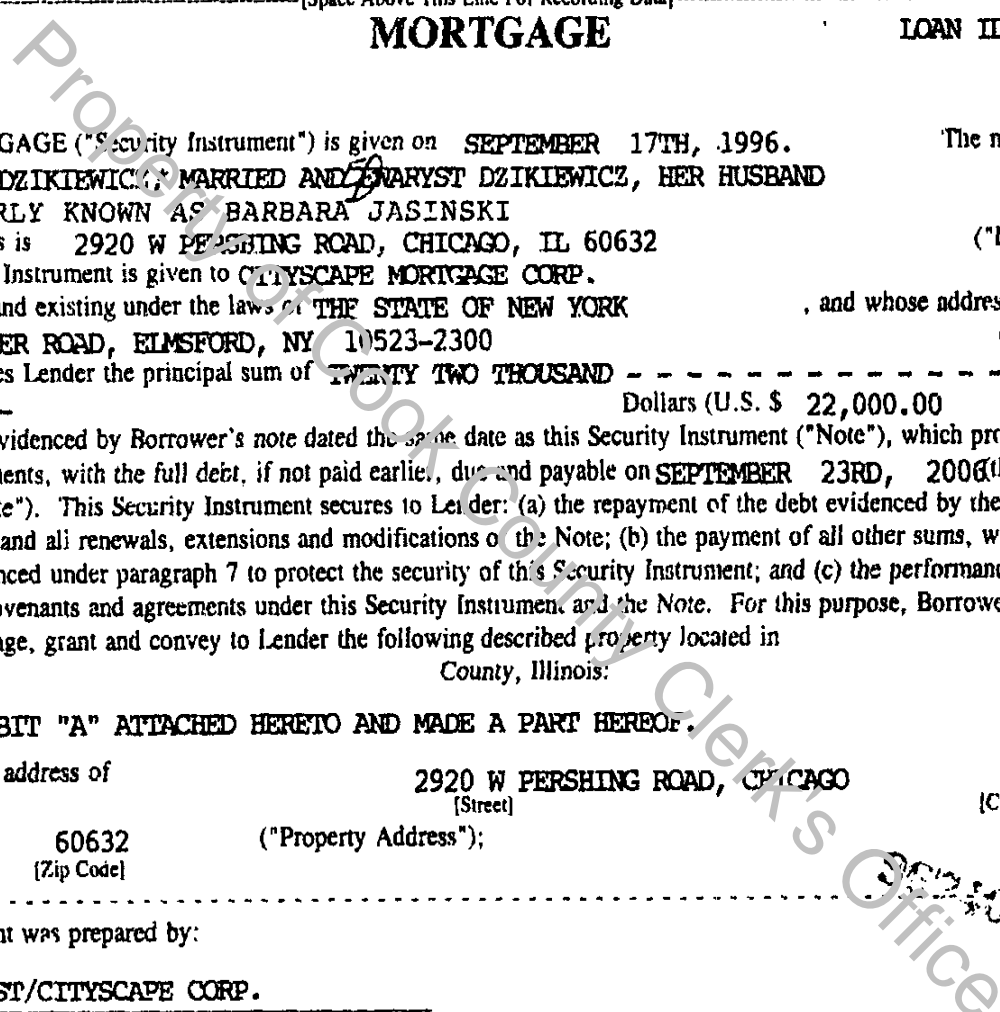 [Space Above This Line For Recording Data]
MORTGAGE LOAN
GAGE ("Security Instrument") is given on SEPTEMBER 17TH, 1996. The
DZIKIEWICZ, MARRIED AND DZIKIEWICZ, HER HUSBAND
RLY KNOWN AS BARBARA JASINSKI
s is 2920 W PERSHING ROAD, CHICAGO, IL 60632 ("
Instrument is given to CITYSCAPE MORTGAGE CORP.
and existing under the laws of THE STATE OF NEW YORK , and whose addres
ER ROAD, ELMSFORD, NY 10523-2300
es Lender the principal sum of TWENTY TWO THOUSAND - - - - - - - - - - - - - -
Dollars (U.S. $ 22,000.00
videnced by Borrower's note dated the same date as this Security Instrument ("Note"), which pro
ents, with the full debt, if not paid earlier, due and payable on SEPTEMBER 23RD, 2006
e"). This Security Instrument secures to Lender: (a) the repayment of the debt evidenced by the
and all renewals, extensions and modifications of the Note; (b) the payment of all other sums, w
nced under paragraph 7 to protect the security of this Security Instrument; and (c) the performanc
ovenants and agreements under this Security Instrument and the Note. For this purpose, Borrowe
age, grant and convey to Lender the following described property located in
County, Illinois:
BIT "A" ATTACHED HERETO AND MADE A PART HEREOF.
address of 2920 W PERSHING ROAD, CHICAGO
[Street] [C
60632 ("Property Address");
[Zip Code]
nt was prepared by:
ST/CITYSCAPE CORP.
Property of Cook County Clerk's Office